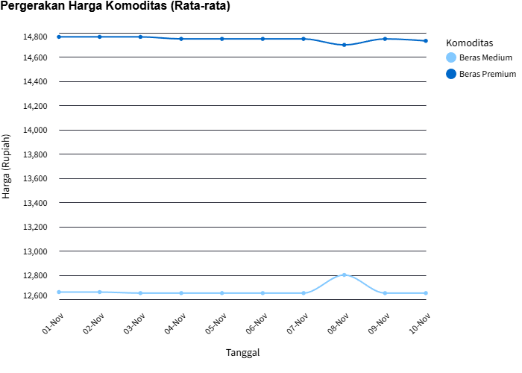 Pergerakan Harga Komoditas (Rata-rata)
14,800
14,600
14,400
14,200
14,000
13,800
13,600
13,400
13,200
13,000
12,800
12,600
Harga (Rupiah)
01-Nov
02-Nov
03-Nov
04-Nov
05-Nov
06-Nov
07-Nov
08-Nov
09-Nov
10-Nov
Tanggal
Komoditas
Beras Medium
Beras Premium